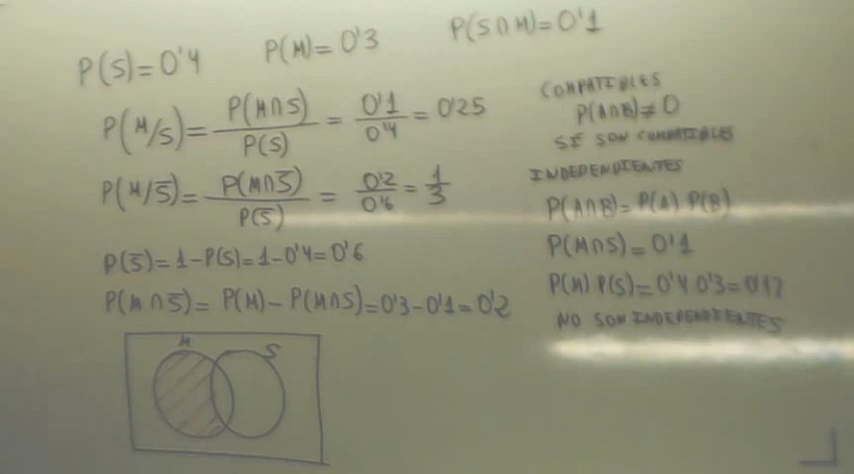 P(S)=0'4 P(M)=0'3 P(S∩M)=0'1
P(M/S)= P(M∩S)/P(S) = 0'1/0'4 = 0'25
P(M/S̅)= P(M∩S̅)/P(S̅) = 0'2/0'6 = 1/3
P(S̅)=1-P(S)=1-0'4=0'6
P(M∩S̅)= P(M)-P(M∩S)=0'3-0'1=0'2
M S
COMPATIBLES
P(A∩B)≠0
SÍ SON COMPATIBLES
INDEPENDIENTES
P(A∩B)=P(A) P(B)
P(M∩S)=0'1
P(M) P(S)=0'4 0'3=0'12
NO SON INDEPENDIENTES